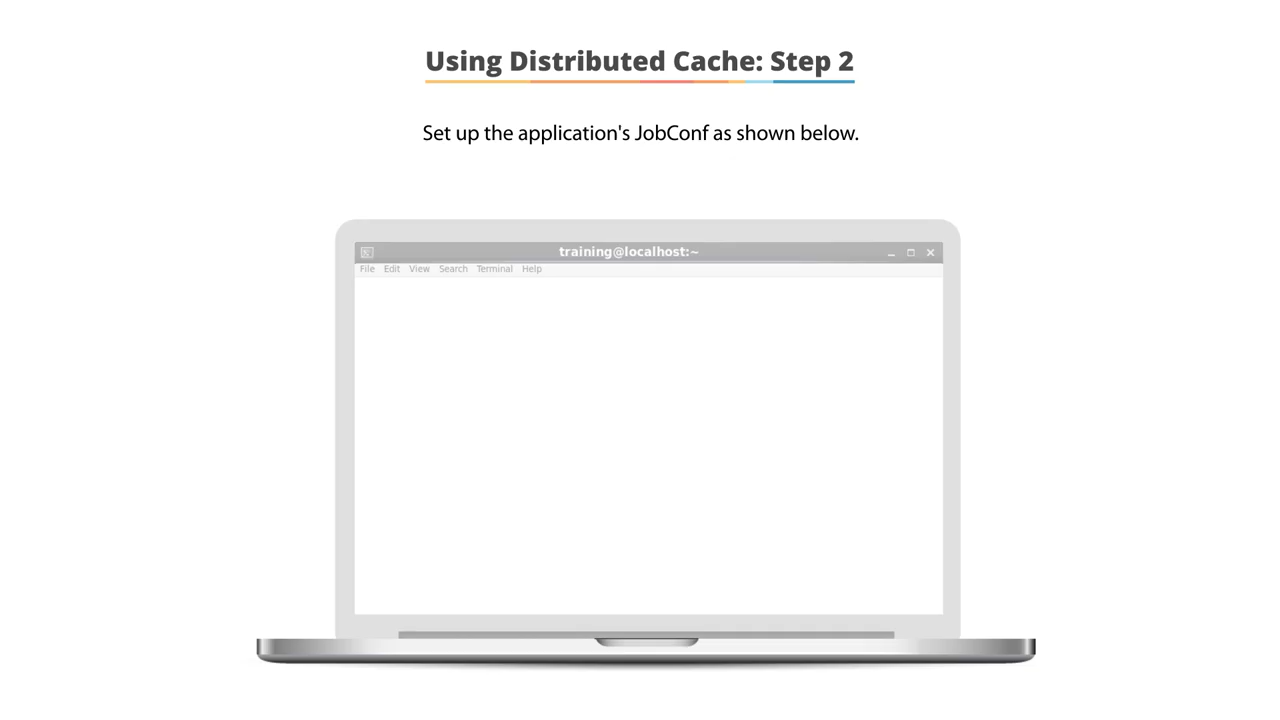 Using Distributed Cache: Step 2
Set up the application's JobConf as shown below.
training@localhost:~
File Edit View Search Terminal Help